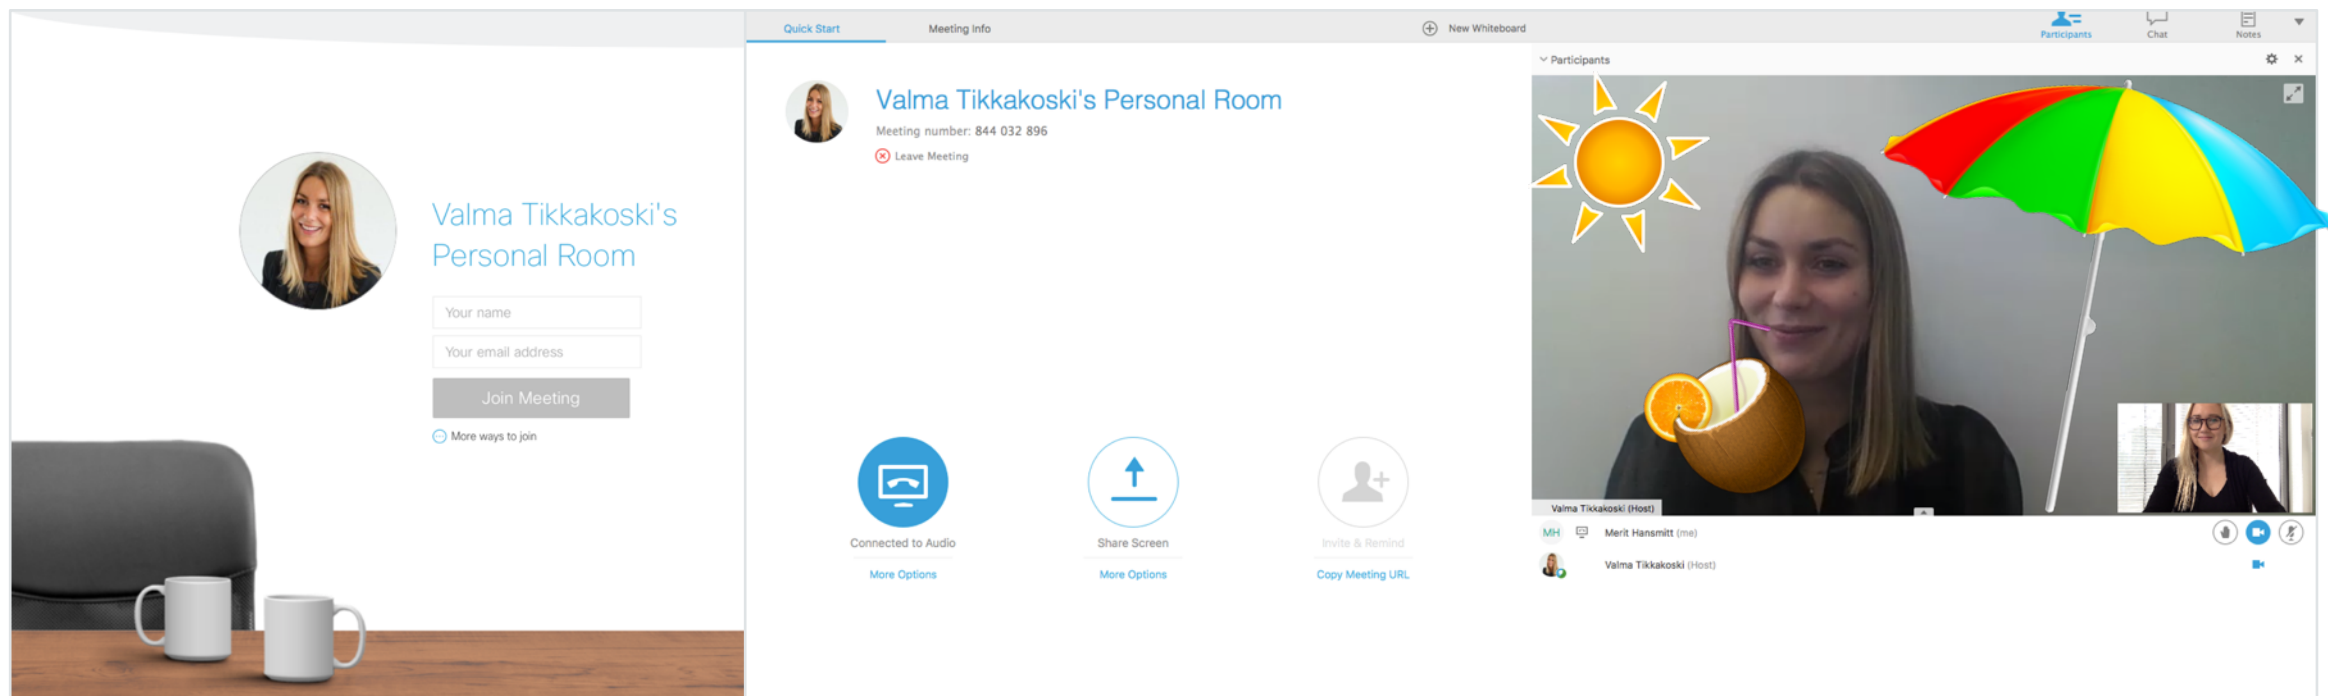 Valma Tikkakoski's
Personal Room
Your name
Your email address
Join Meeting
More ways to join
Quick Start
Meeting Info
New Whiteboard
Participants
Chat
Notes
Valma Tikkakoski's Personal Room
Meeting number: 844 032 896
Leave Meeting
Connected to Audio
More Options
Share Screen
More Options
Invite & Remind
Copy Meeting URL
Participants
Valma Tikkakoski (Host)
MH
Merit Hansmitt (me)
Valma Tikkakoski (Host)